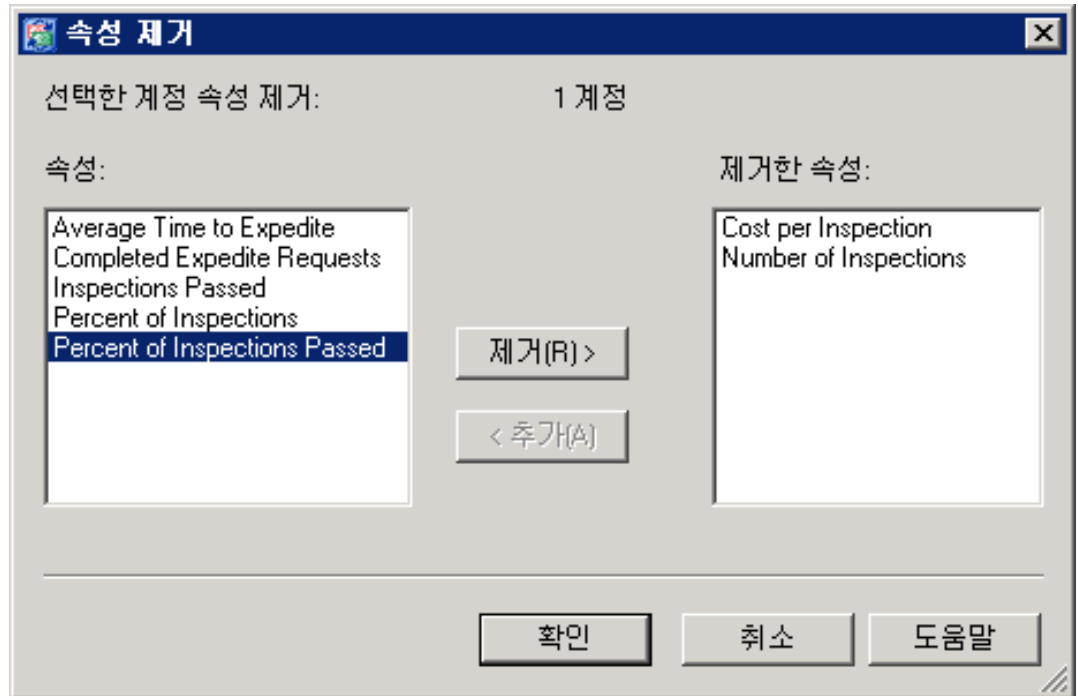 속성 제거
선택한 계정 속성 제거: 1 계정
속성:
제거한 속성:
Average Time to Expedite
Completed Expedite Requests
Inspections Passed
Percent of Inspections
Percent of Inspections Passed
제거(R) >
< 추가(A)
Cost per Inspection
Number of Inspections
확인
취소
도움말